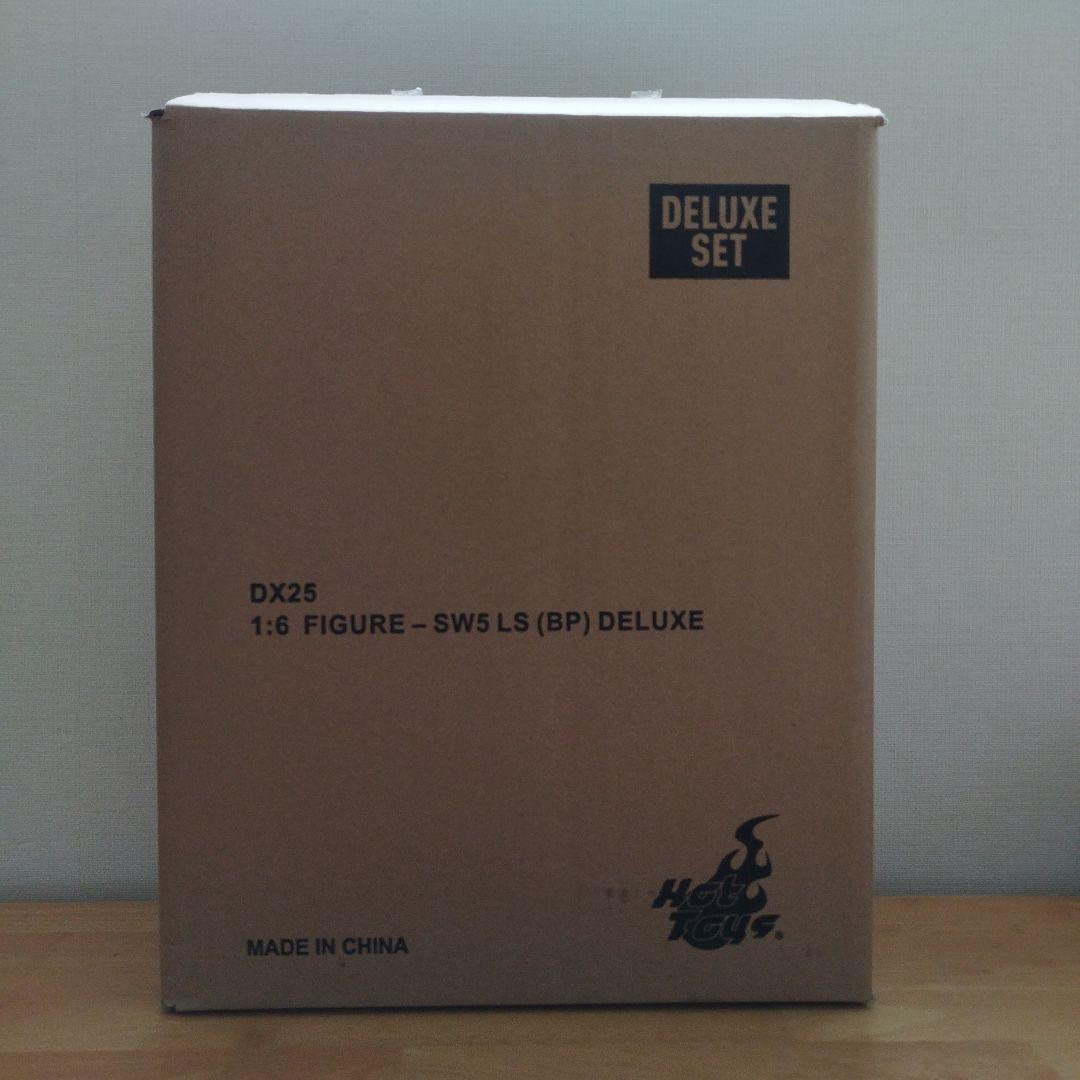 DELUXE
SET
DX25
1:6 FIGURE – SW5 LS (BP) DELUXE
Hot
Toys®
MADE IN CHINA